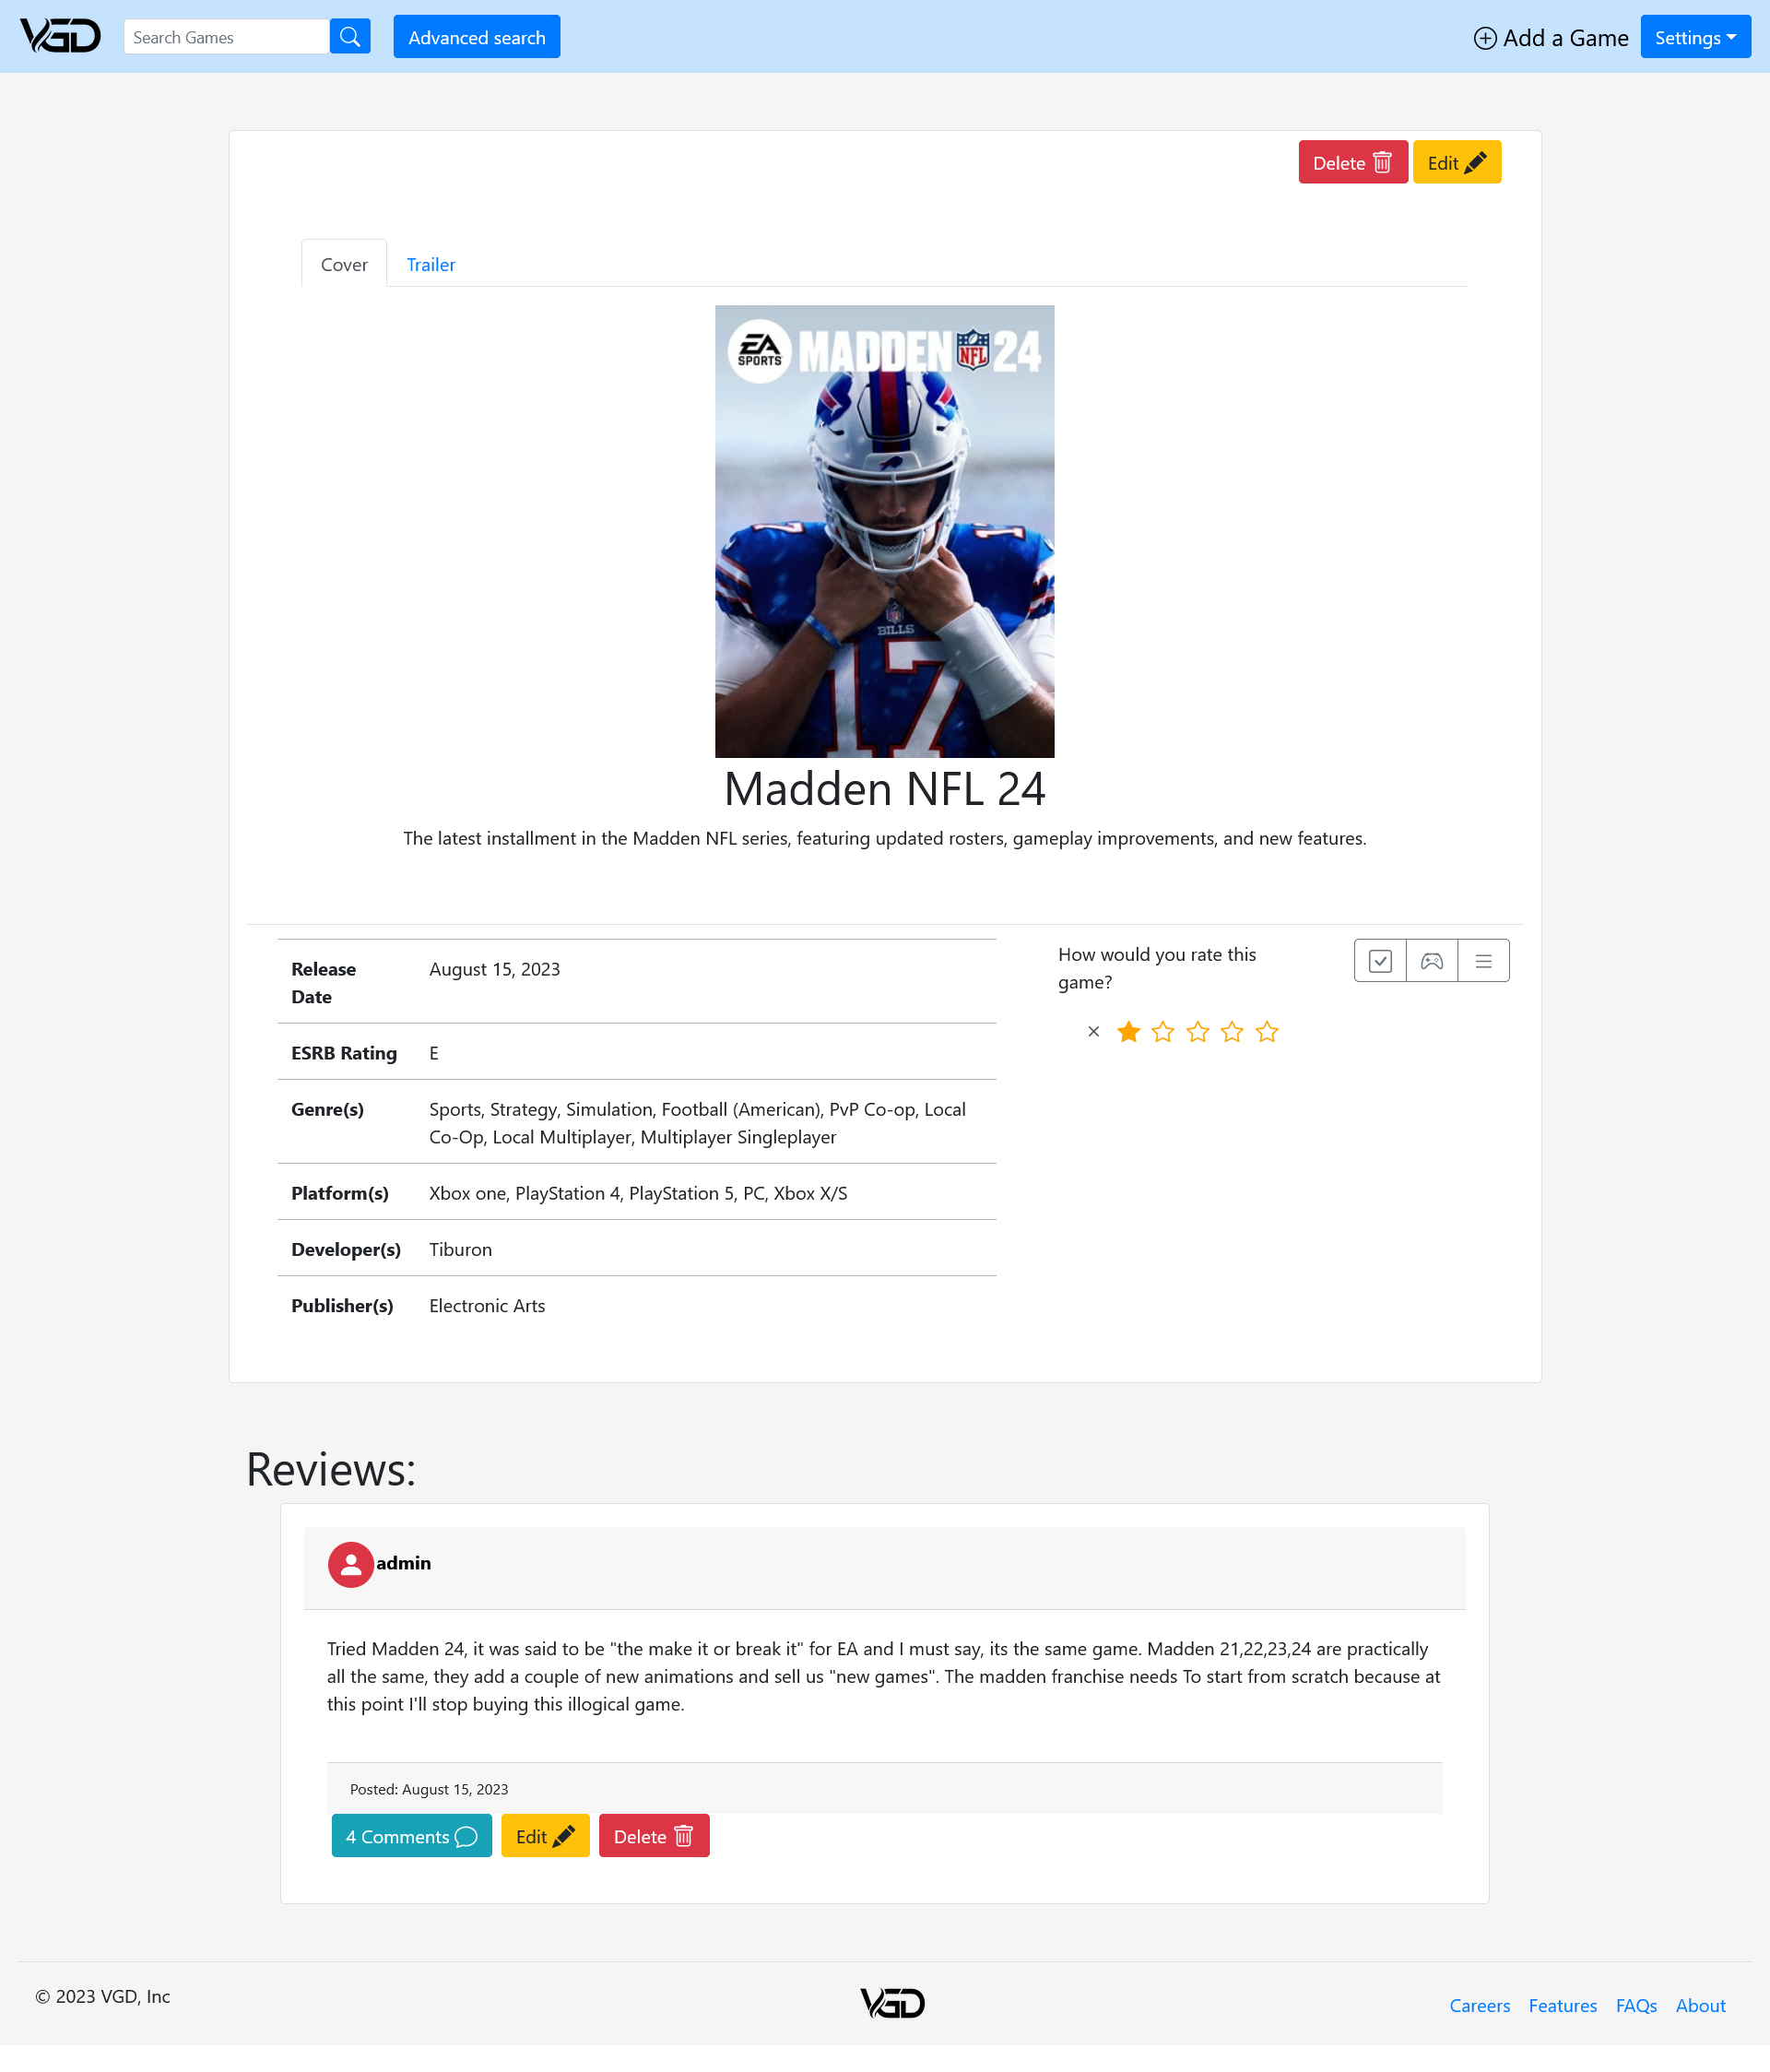 VGD
Search Games
Advanced search
Add a Game
Settings
Delete
Edit
Cover
Trailer
EA SPORTS MADDEN NFL 24
17
BILLS
17
Madden NFL 24
The latest installment in the Madden NFL series, featuring updated rosters, gameplay improvements, and new features.
Release Date August 15, 2023
ESRB Rating E
Genre(s) Sports, Strategy, Simulation, Football (American), PvP Co-op, Local
Co-Op, Local Multiplayer, Multiplayer Singleplayer
Platform(s) Xbox one, PlayStation 4, PlayStation 5, PC, Xbox X/S
Developer(s) Tiburon
Publisher(s) Electronic Arts
How would you rate this
game?
Reviews:
admin
Tried Madden 24, it was said to be "the make it or break it" for EA and I must say, its the same game. Madden 21,22,23,24 are practically
all the same, they add a couple of new animations and sell us "new games". The madden franchise needs To start from scratch because at
this point I'll stop buying this illogical game.
Posted: August 15, 2023
4 Comments
Edit
Delete
© 2023 VGD, Inc
VGD
Careers
Features
FAQs
About